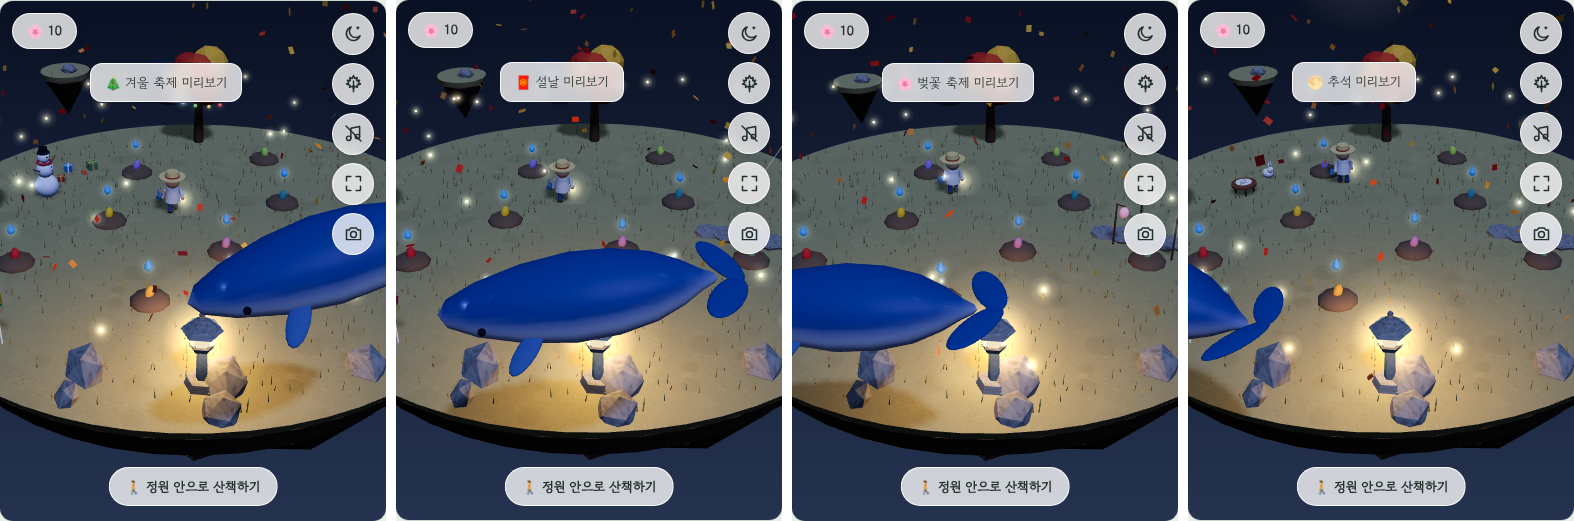 10
겨울 축제 미리보기
정원 안으로 산책하기
10
설날 미리보기
정원 안으로 산책하기
10
벚꽃 축제 미리보기
정원 안으로 산책하기
10
추석 미리보기
정원 안으로 산책하기